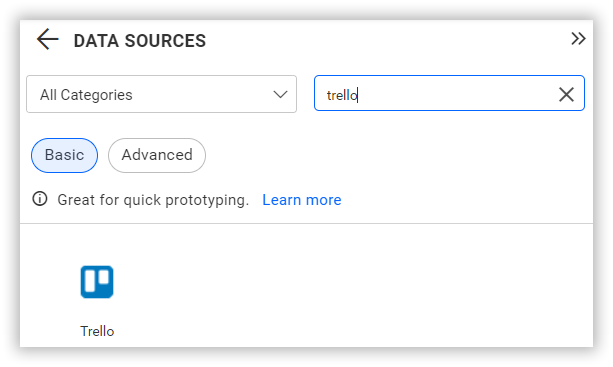 DATA SOURCES
All Categories
trello
Basic
Advanced
Great for quick prototyping. Learn more
Trello